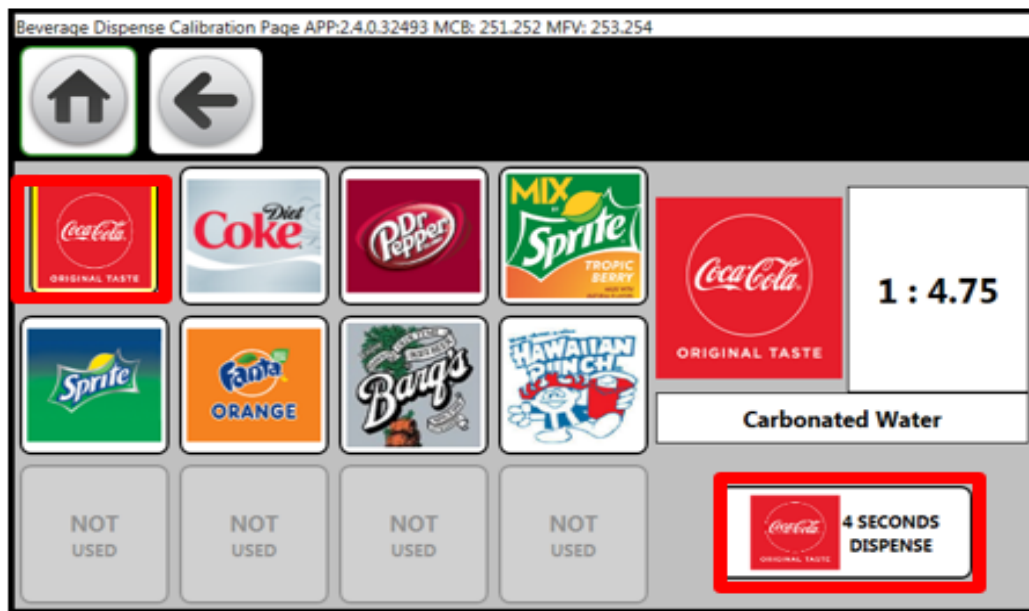 Beverage Dispense Calibration Page APP:2.4.0.32493 MCB: 251.252 MFV: 253.254
Coca-Cola
ORIGINAL TASTE
Diet
Coke
Dr
Pepper
MIX
BY
Sprite
TROPIC
BERRY
Coca-Cola
ORIGINAL TASTE
1 : 4.75
Sprite
Fanta
ORANGE
Barq's
HAWAIIAN
PUNCH
Carbonated Water
NOT
USED
NOT
USED
NOT
USED
NOT
USED
Coca-Cola
ORIGINAL TASTE
4 SECONDS
DISPENSE